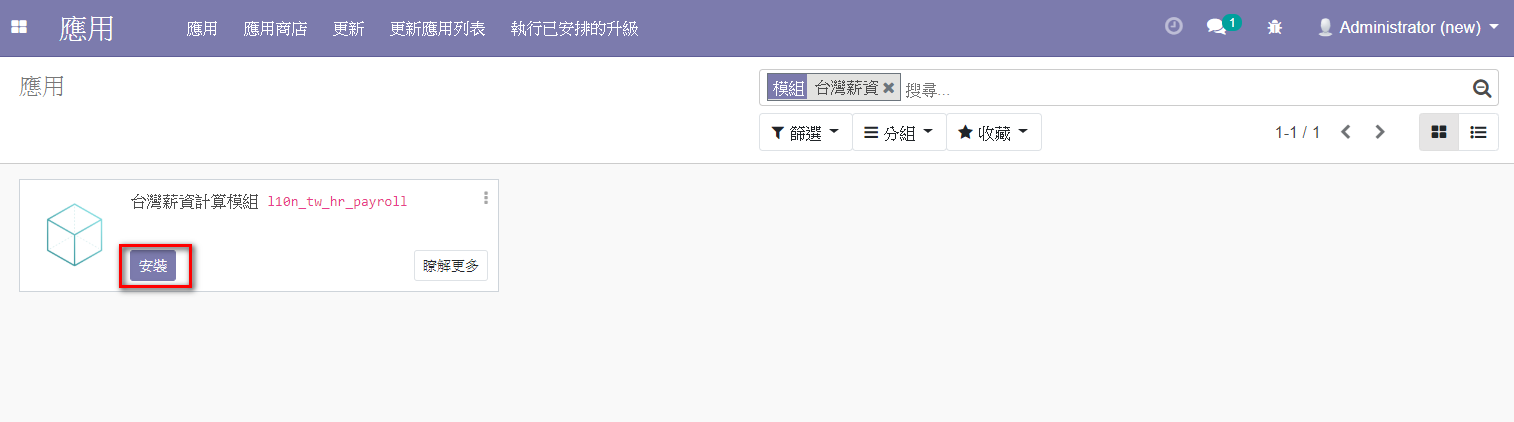 應用 應用 應用商店 更新 更新應用列表 執行已安排的升級 1 Administrator (new)
應用 模組 台灣薪資 搜尋...
篩選 分組 收藏 1-1 / 1
台灣薪資計算模組 l10n_tw_hr_payroll
安裝 瞭解更多